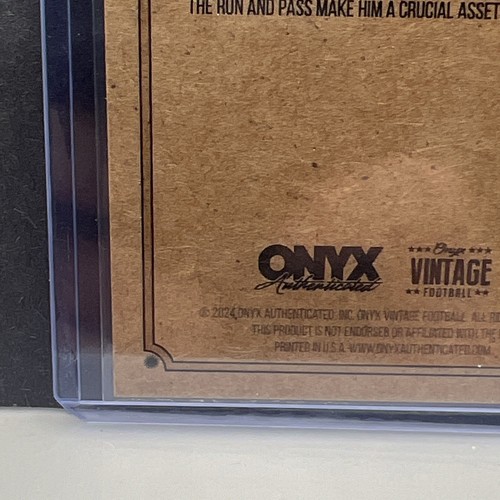 THE RUN AND PASS MAKE HIM A CRUCIAL ASSET
ONYX
Authenticated
Onyx
VINTAGE
FOOTBALL
© 2024 ONYX AUTHENTICATED, INC. ONYX VINTAGE FOOTBALL. ALL
THIS PRODUCT IS NOT ENDORSED OR AFFILIATED WITH THE
PRINTED IN U.S.A. WWW.ONYXAUTHENTICATED.COM